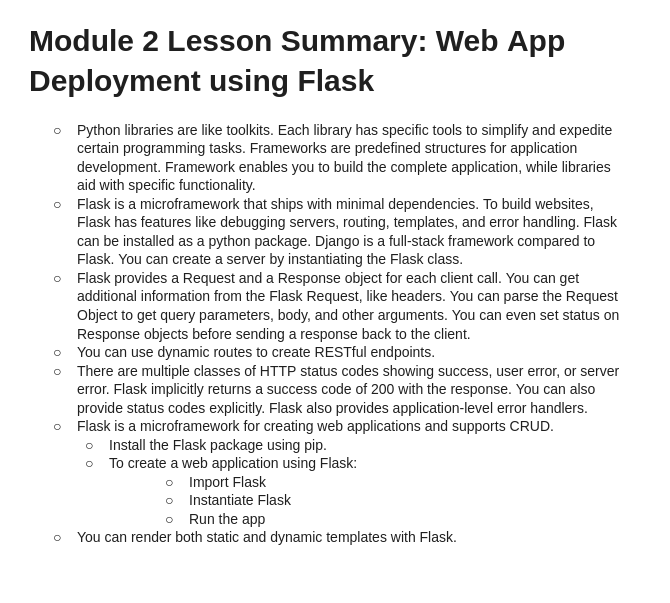 Module 2 Lesson Summary: Web App
Deployment using Flask
○ Python libraries are like toolkits. Each library has specific tools to simplify and expedite
certain programming tasks. Frameworks are predefined structures for application
development. Framework enables you to build the complete application, while libraries
aid with specific functionality.
○ Flask is a microframework that ships with minimal dependencies. To build websites,
Flask has features like debugging servers, routing, templates, and error handling. Flask
can be installed as a python package. Django is a full-stack framework compared to
Flask. You can create a server by instantiating the Flask class.
○ Flask provides a Request and a Response object for each client call. You can get
additional information from the Flask Request, like headers. You can parse the Request
Object to get query parameters, body, and other arguments. You can even set status on
Response objects before sending a response back to the client.
○ You can use dynamic routes to create RESTful endpoints.
○ There are multiple classes of HTTP status codes showing success, user error, or server
error. Flask implicitly returns a success code of 200 with the response. You can also
provide status codes explicitly. Flask also provides application-level error handlers.
○ Flask is a microframework for creating web applications and supports CRUD.
○ Install the Flask package using pip.
○ To create a web application using Flask:
○ Import Flask
○ Instantiate Flask
○ Run the app
○ You can render both static and dynamic templates with Flask.